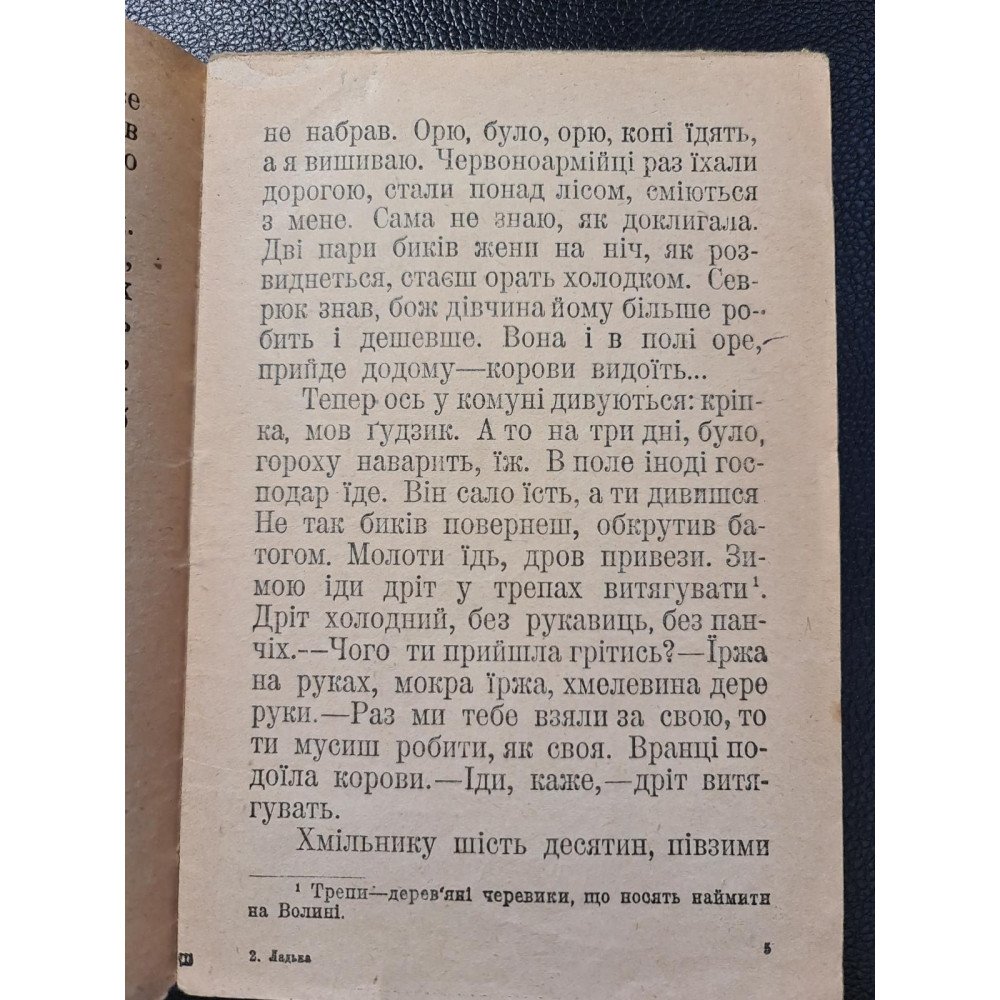 не набрав. Орю, було, орю, коні їдять,
а я вишиваю. Червоноармійці раз їхали
дорогою, стали понад лісом, сміються
з мене. Сама не знаю, як доклигала.
Дві пари биків жени на ніч, як роз-
виднеться, стаєш орать холодком. Сев-
рюк знав, бож дівчина йому більше ро-
бить і дешевше. Вона і в полі оре,
прийде додому—корови видоїть...
Тепер ось у комуні дивуються: кріп-
ка, мов ґудзик. А то на три дні, було,
гороху наварить, їж. В поле іноді гос-
подар їде. Він сало їсть, а ти дивишся
Не так биків повернеш, обкрутив ба-
тогом. Молоти їдь, дров привези. Зи-
мою іди дріт у трепах витягувати¹.
Дріт холодний, без рукавиць, без пан-
чіх.—Чого ти прийшла грітись?—Їржа
на руках, мокра їржа, хмелевина дере
руки.—Раз ми тебе взяли за свою, то
ти мусиш робити, як своя. Вранці по-
доїла корови.—Іди, каже,—дріт витя-
гувать.
Хмільнику шість десятин, півзими
¹ Трепи—дерев'яні черевики, що носять наймити
на Волині.
2. Ладька
5